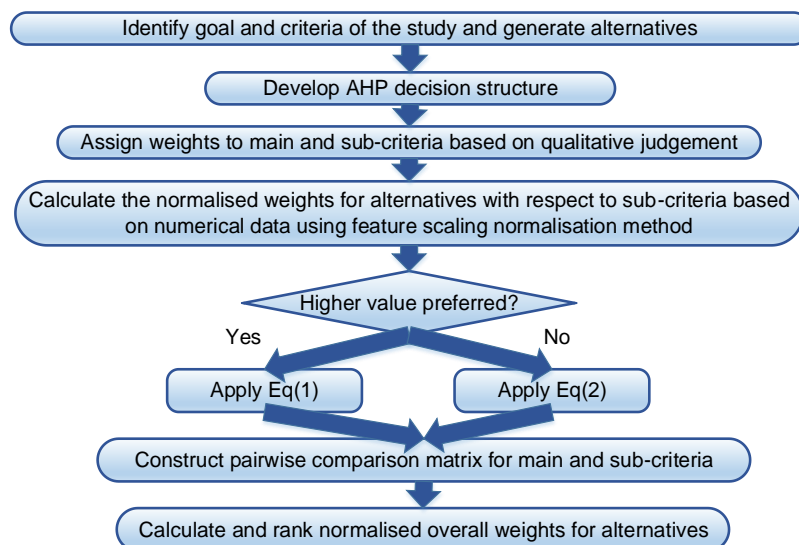 Identify goal and criteria of the study and generate alternatives
Develop AHP decision structure
Assign weights to main and sub-criteria based on qualitative judgement
Calculate the normalised weights for alternatives with respect to sub-criteria based
on numerical data using feature scaling normalisation method
Higher value preferred?
Yes
No
Apply Eq(1)
Apply Eq(2)
Construct pairwise comparison matrix for main and sub-criteria
Calculate and rank normalised overall weights for alternatives